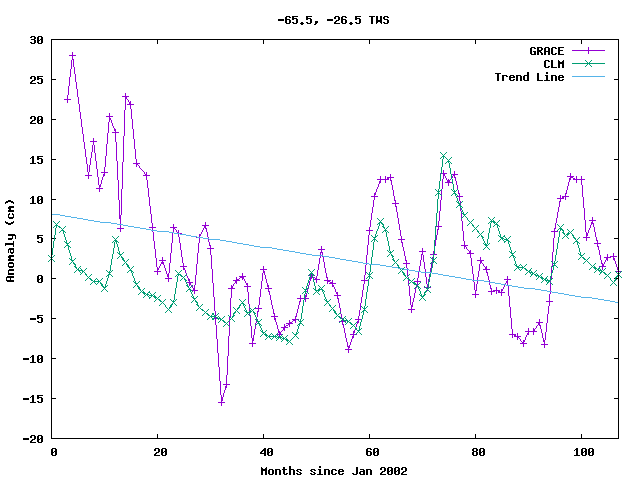 -65.5, -26.5 TWS
GRACE
CLM
Trend Line
30
25
20
15
10
5
0
-5
-10
-15
-20
Anomaly (cm)
0 20 40 60 80 100
Months since Jan 2002